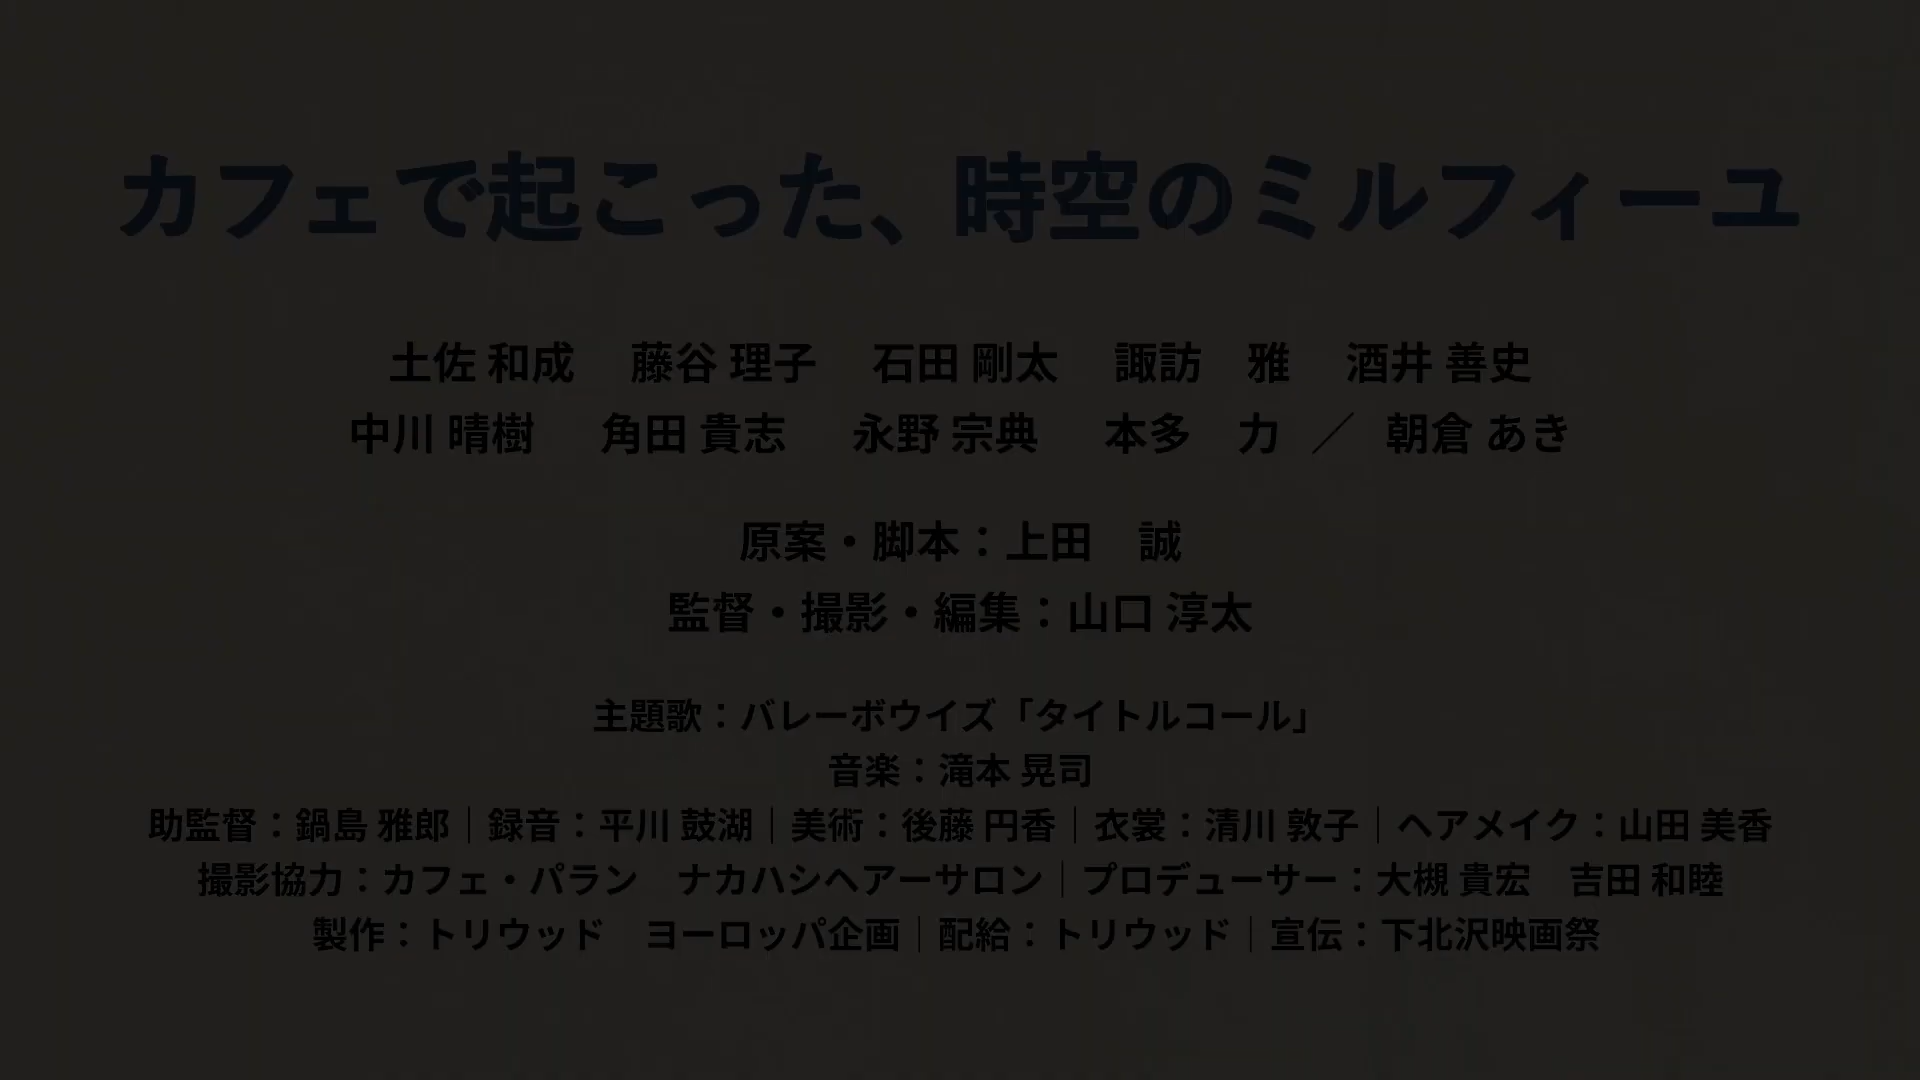 カフェで起こった、時空のミルフィーユ
土佐 和成　藤谷 理子　石田 剛太　諏訪　雅　酒井 善史
中川 晴樹　角田 貴志　永野 宗典　本多　力 ／ 朝倉 あき
原案・脚本：上田　誠
監督・撮影・編集：山口 淳太
主題歌：バレーボウイズ「タイトルコール」
音楽：滝本 晃司
助監督：鍋島 雅郎｜録音：平川 鼓湖｜美術：後藤 円香｜衣裳：清川 敦子｜ヘアメイク：山田 美香
撮影協力：カフェ・パラン　ナカハシヘアーサロン｜プロデューサー：大槻 貴宏　吉田 和睦
製作：トリウッド　ヨーロッパ企画｜配給：トリウッド｜宣伝：下北沢映画祭